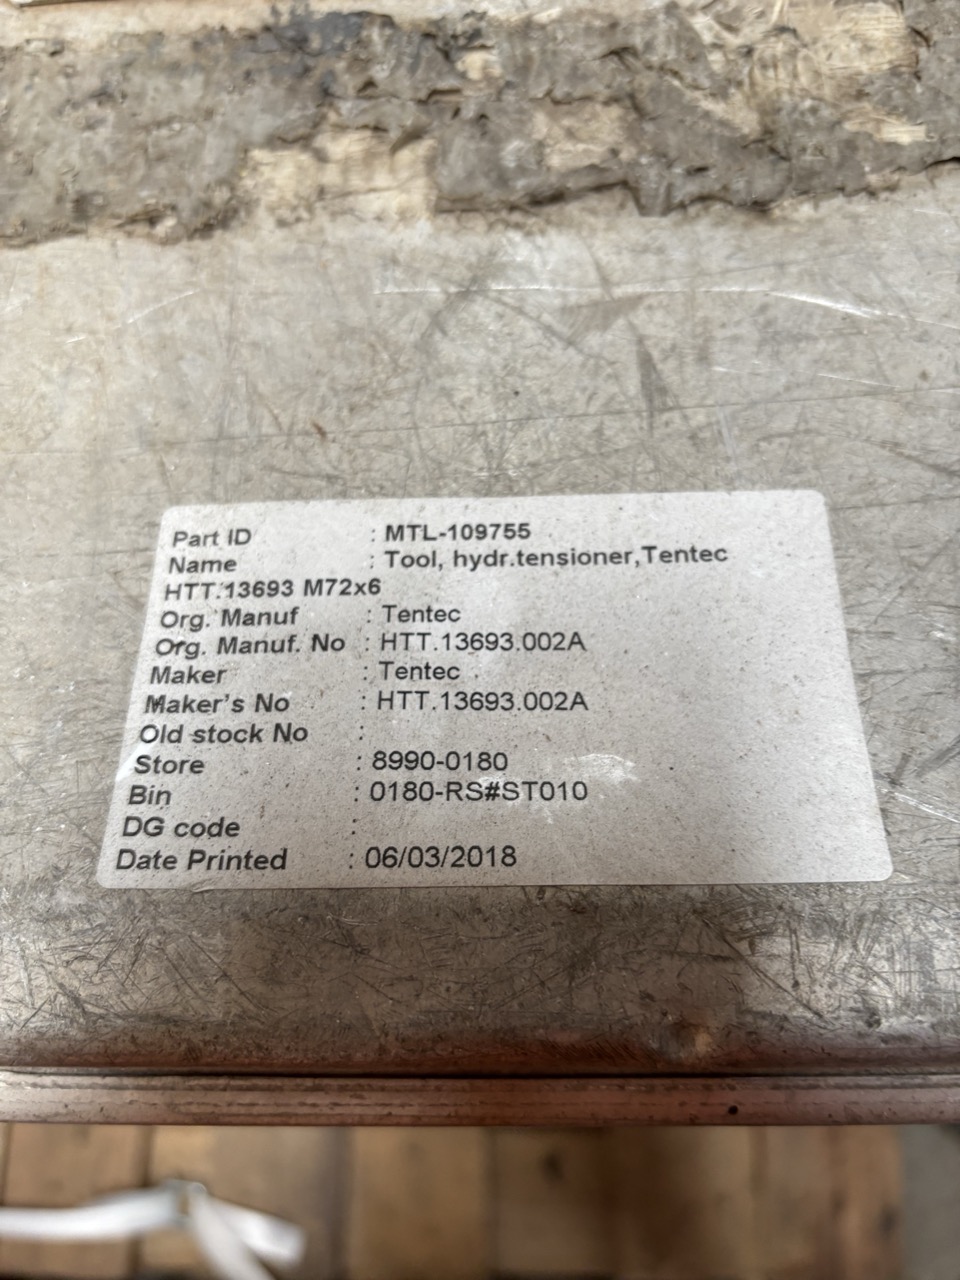 Part ID : MTL-109755
Name : Tool, hydr.tensioner,Tentec
HTT.13693 M72x6
Org. Manuf : Tentec
Org. Manuf. No : HTT.13693.002A
Maker : Tentec
Maker's No : HTT.13693.002A
Old stock No :
Store : 8990-0180
Bin : 0180-RS#ST010
DG code :
Date Printed : 06/03/2018